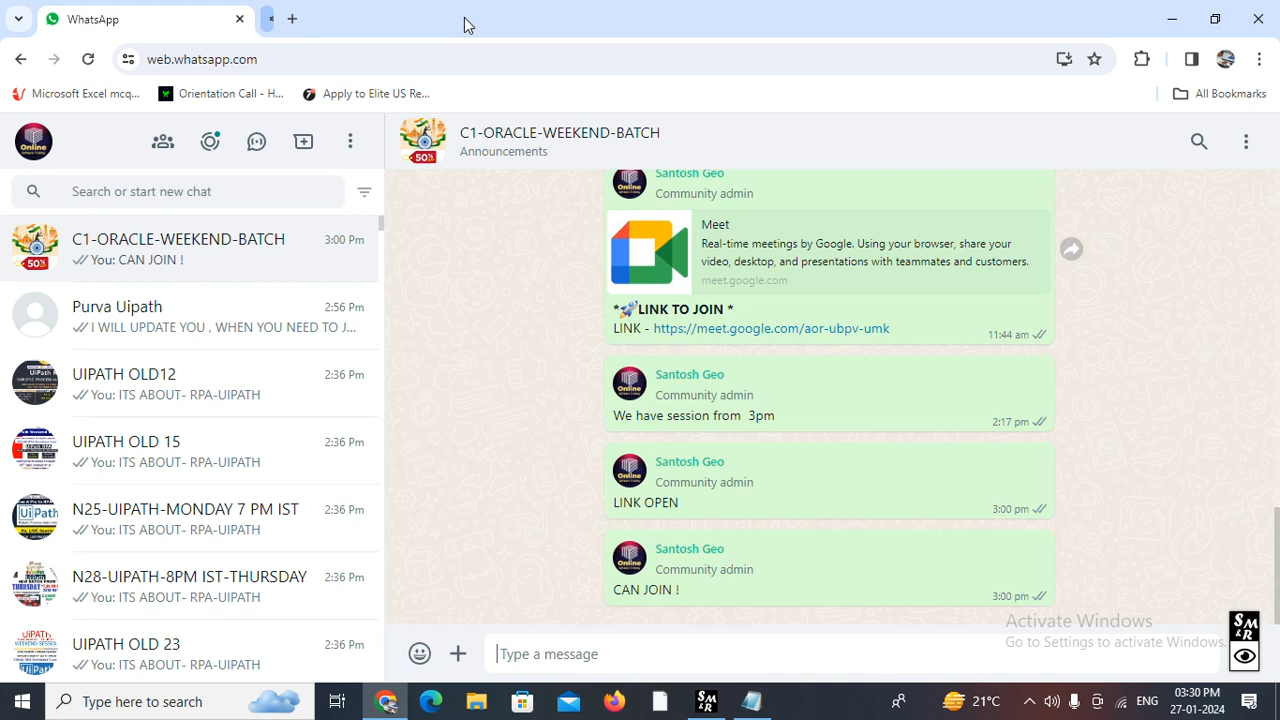 WhatsApp
web.whatsapp.com
Microsoft Excel mcq...
Orientation Call - H...
Apply to Elite US Re...
All Bookmarks
Online
C1-ORACLE-WEEKEND-BATCH
Announcements
50%
Search or start new chat
C1-ORACLE-WEEKEND-BATCH
3:00 Pm
You: CAN JOIN !
50%
Purva Uipath
2:56 Pm
I WILL UPDATE YOU , WHEN YOU NEED TO J...
UIPATH OLD12
2:36 Pm
You: ITS ABOUT- RPA-UIPATH
UIPATH OLD 15
2:36 Pm
You: ITS ABOUT- RPA-UIPATH
N25-UIPATH-MONDAY 7 PM IST
2:36 Pm
You: ITS ABOUT- RPA-UIPATH
N28-UIPATH-8PM IST-THURSDAY
2:36 Pm
You: ITS ABOUT- RPA-UIPATH
UIPATH OLD 23
2:36 Pm
You: ITS ABOUT- RPA-UIPATH
Santosh Geo
Community admin
Online
Meet
Real-time meetings by Google. Using your browser, share your
video, desktop, and presentations with teammates and customers.
meet.google.com
*🚀LINK TO JOIN *
LINK - https://meet.google.com/aor-ubpv-umk
11:44 am
Santosh Geo
Online
Community admin
We have session from 3pm
2:17 pm
Santosh Geo
Online
Community admin
LINK OPEN
3:00 pm
Santosh Geo
Online
Community admin
CAN JOIN !
3:00 pm
Type a message
Activate Windows
Go to Settings to activate Windows.
S
M
&R
Type here to search
S
M
&R
21°C
ENG
03:30 PM
27-01-2024